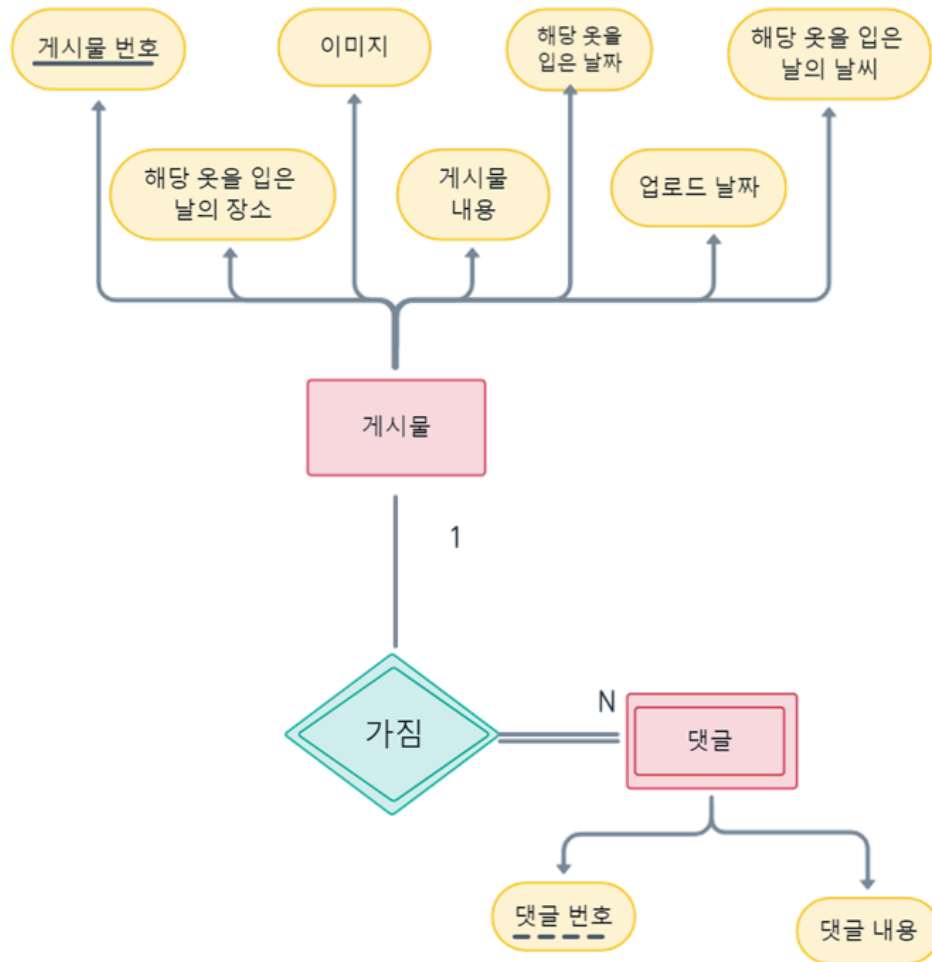 게시물 번호
이미지
해당 옷을
입은 날짜
해당 옷을 입은
날의 날씨
해당 옷을 입은
날의 장소
게시물
내용
업로드 날짜
게시물
1
가짐
N
댓글
댓글 번호
댓글 내용